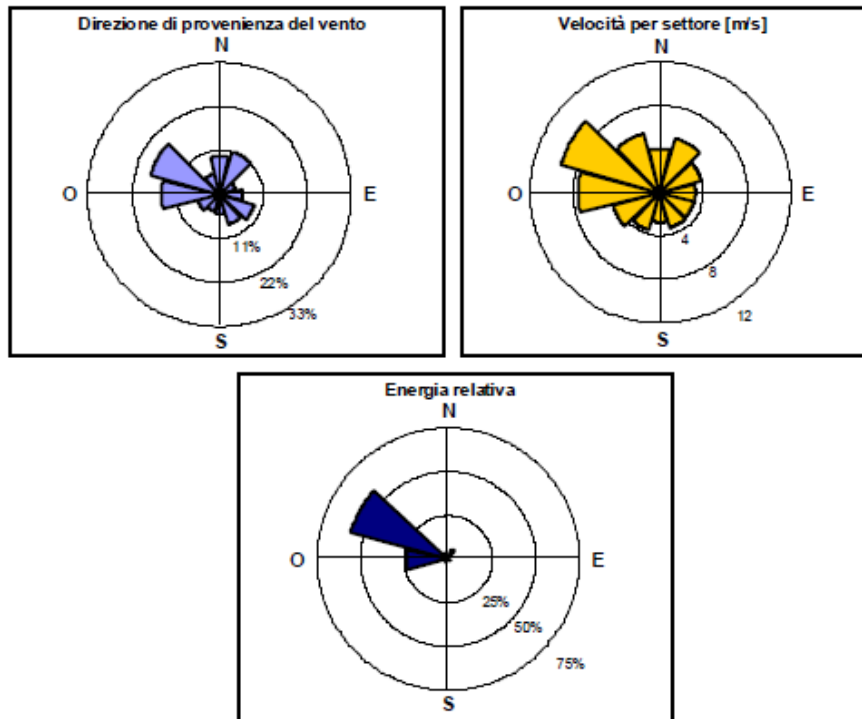 Direzione di provenienza del vento
N
O
E
11%
22%
33%
S
Velocità per settore [m/s]
N
O
E
4
8
12
S
Energia relativa
N
O
E
25%
50%
75%
S